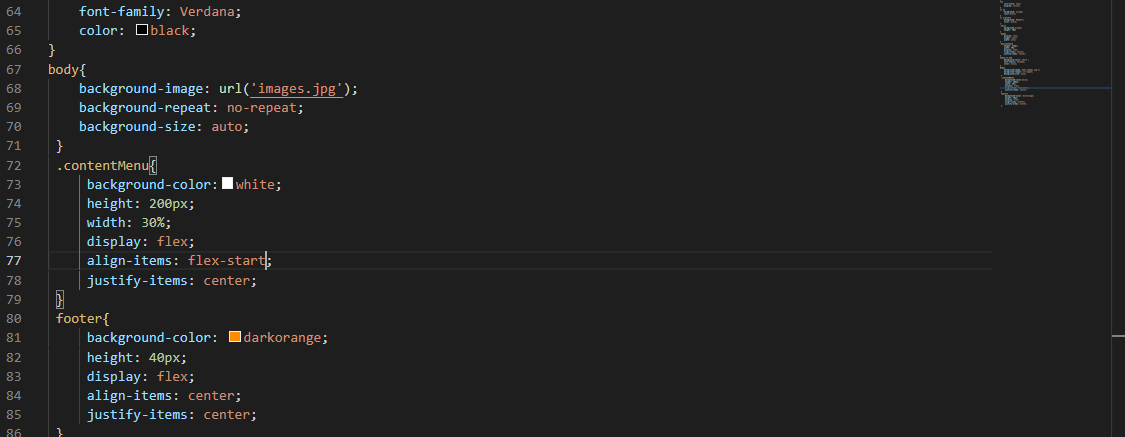 64 font-family: Verdana;
65 color: black;
66 }
67 body{
68 background-image: url('images.jpg');
69 background-repeat: no-repeat;
70 background-size: auto;
71 }
72 .contentMenu{
73 background-color: white;
74 height: 200px;
75 width: 30%;
76 display: flex;
77 align-items: flex-start;
78 justify-items: center;
79 }
80 footer{
81 background-color: darkorange;
82 height: 40px;
83 display: flex;
84 align-items: center;
85 justify-items: center;
86 }